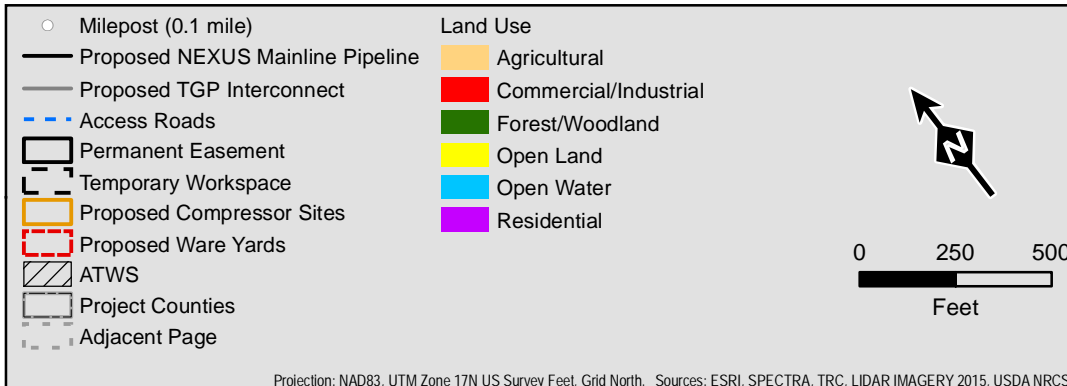 Milepost (0.1 mile)
Proposed NEXUS Mainline Pipeline
Proposed TGP Interconnect
Access Roads
Permanent Easement
Temporary Workspace
Proposed Compressor Sites
Proposed Ware Yards
ATWS
Project Counties
Adjacent Page
Land Use
Agricultural
Commercial/Industrial
Forest/Woodland
Open Land
Open Water
Residential
N
0 250 500
Feet
Projection: NAD83, UTM Zone 17N US Survey Feet, Grid North. Sources: ESRI, SPECTRA, TRC, LIDAR IMAGERY 2015, USDA NRCS